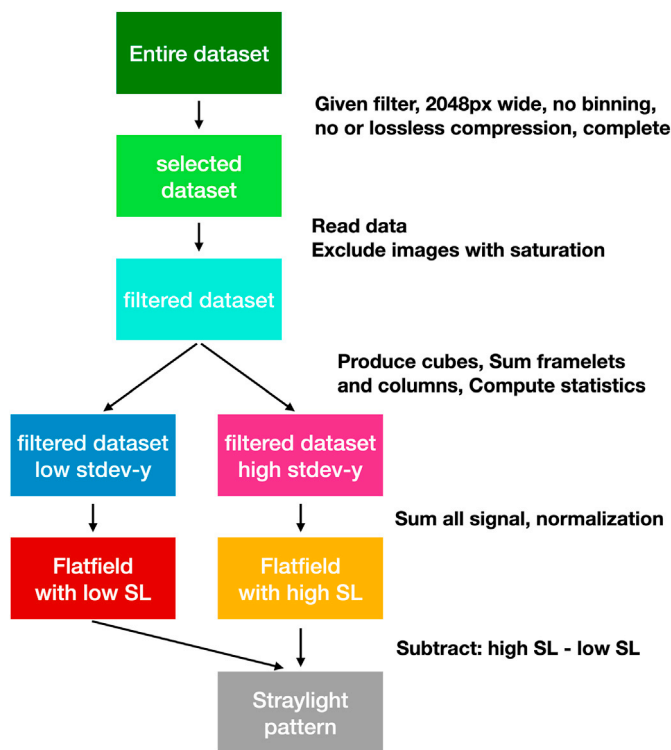 Entire dataset
Given filter, 2048px wide, no binning,
no or lossless compression, complete
selected
dataset
Read data
Exclude images with saturation
filtered dataset
Produce cubes, Sum framelets
and columns, Compute statistics
filtered dataset
low stdev-y
filtered dataset
high stdev-y
Sum all signal, normalization
Flatfield
with low SL
Flatfield
with high SL
Subtract: high SL - low SL
Straylight
pattern